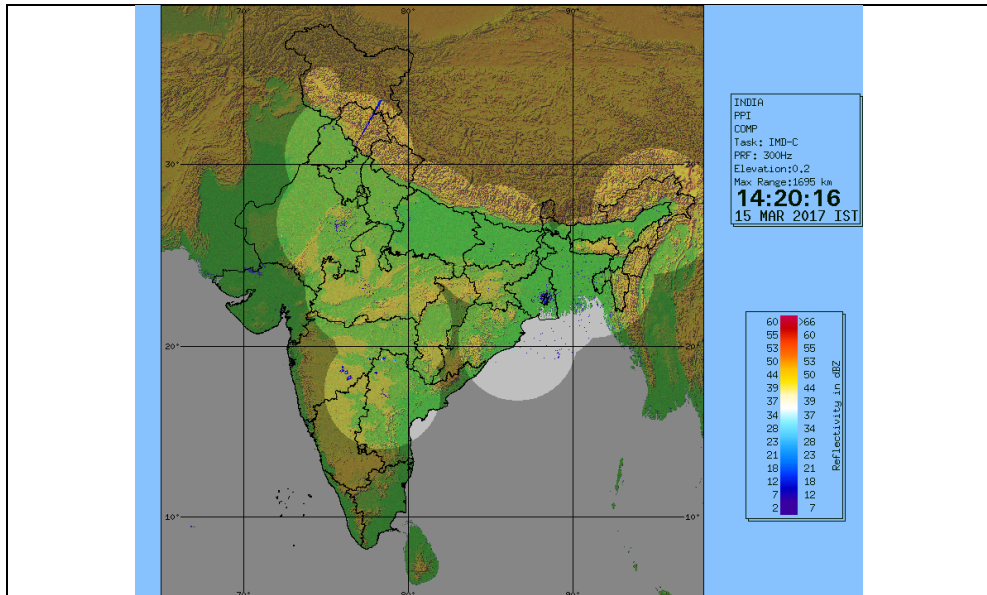 70° 80° 90°
30° 30°
20° 20°
10° 10°
70° 80° 90°
INDIA
PPI
COMP
Task: IMD-C
PRF: 300Hz
Elevation:0.2
Max Range:1695 km
14:20:16
15 MAR 2017 IST
60 >66
55 60
53 55
50 53
44 50
39 44
37 39
34 37
28 34
23 28
21 23
18 21
12 18
7 12
2 7
Reflectivity in dBZ